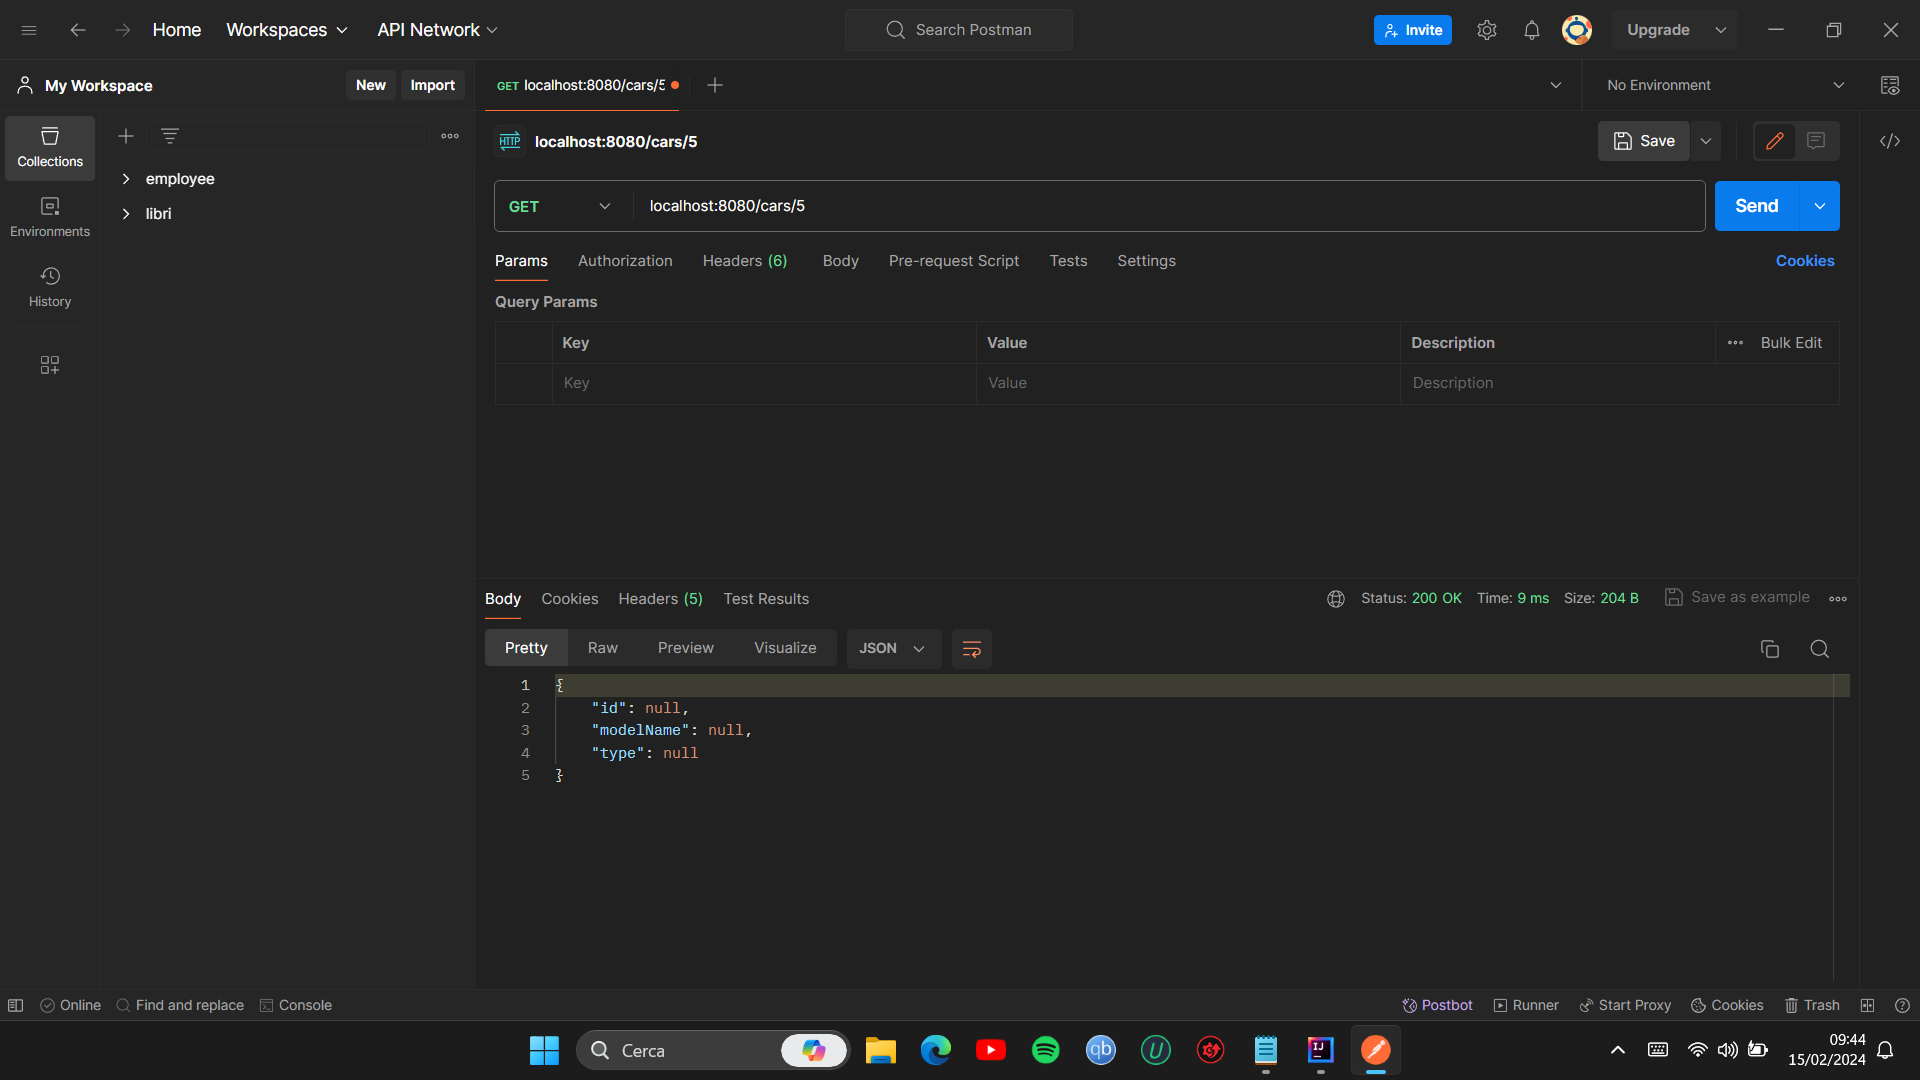 Home Workspaces API Network Search Postman Invite Upgrade
My Workspace New Import GET localhost:8080/cars/5 No Environment
Collections
employee
libri
Environments
History
HTTP localhost:8080/cars/5 Save
GET localhost:8080/cars/5 Send
Params Authorization Headers (6) Body Pre-request Script Tests Settings Cookies
Query Params
Key Value Description Bulk Edit
Key Value Description
Body Cookies Headers (5) Test Results Status: 200 OK Time: 9 ms Size: 204 B Save as example
Pretty Raw Preview Visualize JSON
1 {
2 "id": null,
3 "modelName": null,
4 "type": null
5 }
Online Find and replace Console Postbot Runner Start Proxy Cookies Trash
Cerca qb U IJ 09:44
15/02/2024